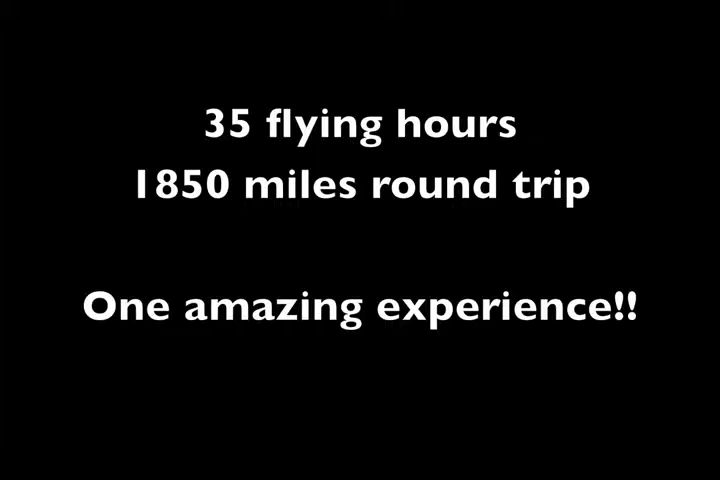 35 flying hours
1850 miles round trip
One amazing experience!!